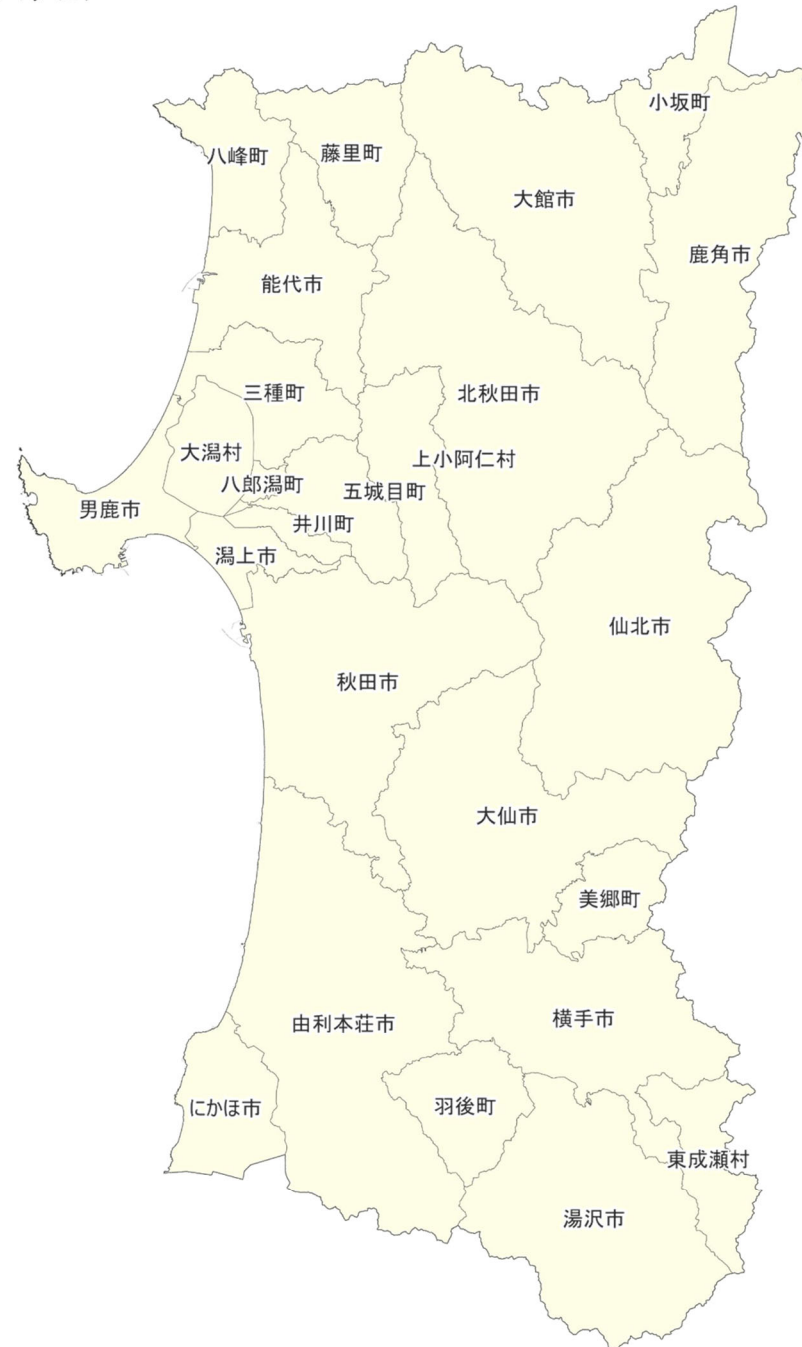 小坂町
八峰町
藤里町
大館市
鹿角市
能代市
三種町
北秋田市
大潟村
上小阿仁村
八郎潟町
五城目町
男鹿市
井川町
潟上市
仙北市
秋田市
大仙市
美郷町
横手市
由利本荘市
にかほ市
羽後町
東成瀬村
湯沢市